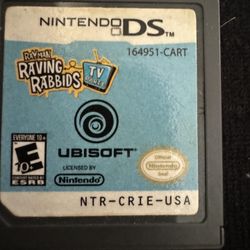 NINTENDO DS
164951-CART
RAYMAN
RAVING RABBIDS
TV
PARTY
EVERYONE 10+
E
10+
ESRB
UBISOFT
LICENSED BY
Nintendo
Official
Nintendo
Seal
NTR-CRIE-USA